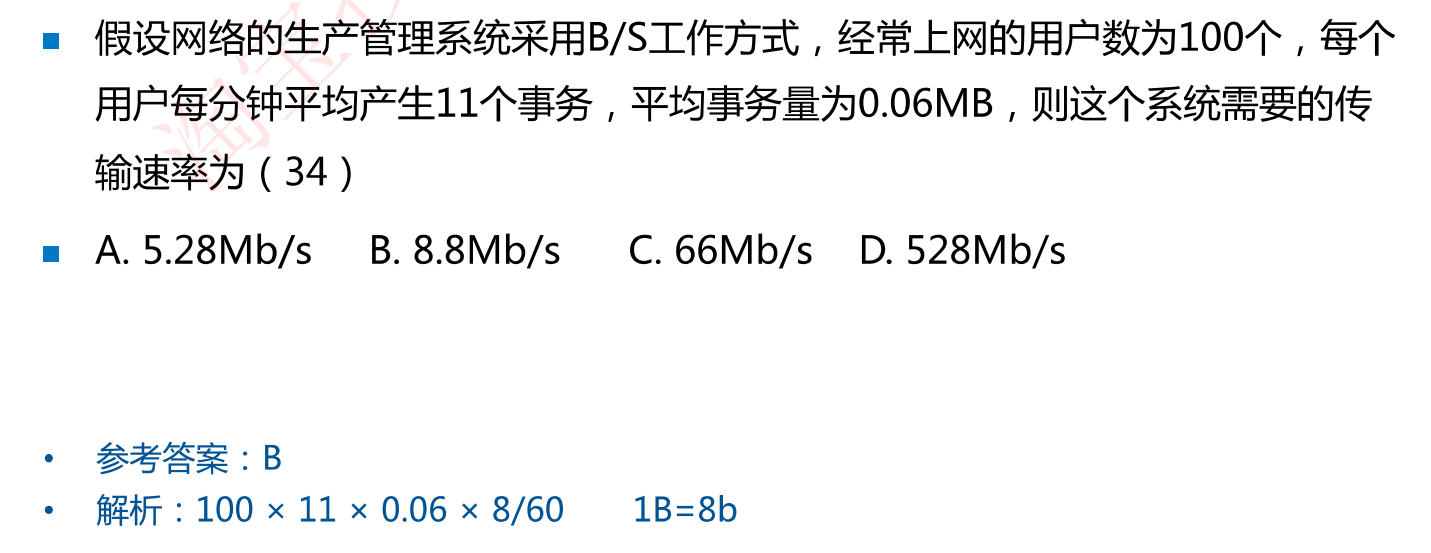 假设网络的生产管理系统采用B/S工作方式，经常上网的用户数为100个，每个
用户每分钟平均产生11个事务，平均事务量为0.06MB，则这个系统需要的传
输速率为（34）
A. 5.28Mb/s B. 8.8Mb/s C. 66Mb/s D. 528Mb/s
参考答案：B
解析：100 × 11 × 0.06 × 8/60 1B=8b
淘宝